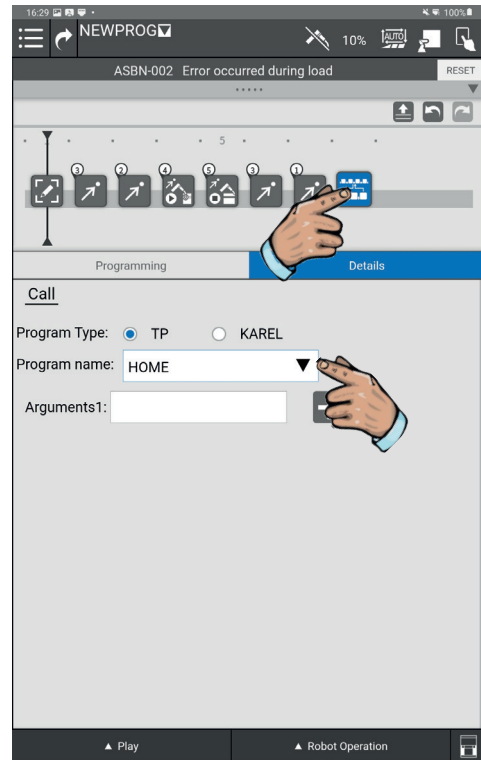 16:29 100%
NEWPROG 10% AUTO
ASBN-002 Error occurred during load RESET
5
3 2 4 5 3 1
Programming Details
Call
Program Type: TP KAREL
Program name: HOME
Arguments1:
Play Robot Operation